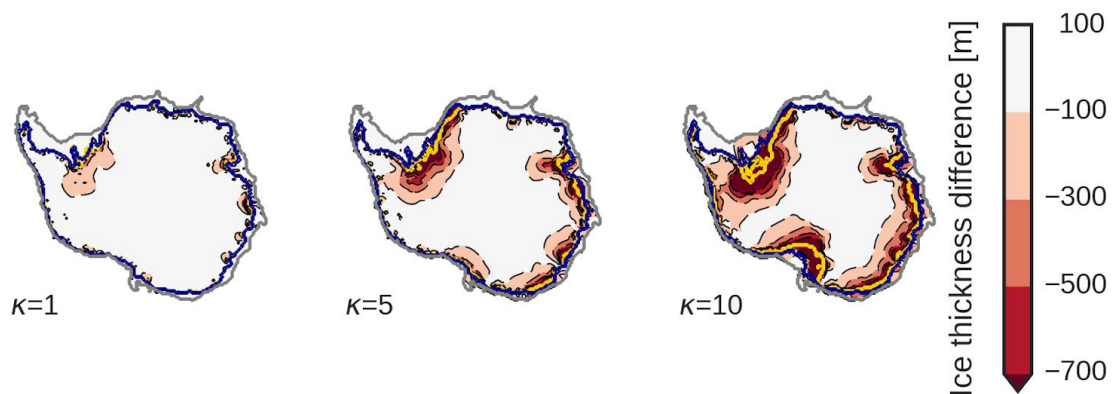 κ=1
κ=5
κ=10
Ice thickness difference [m]
100
−100
−300
−500
−700